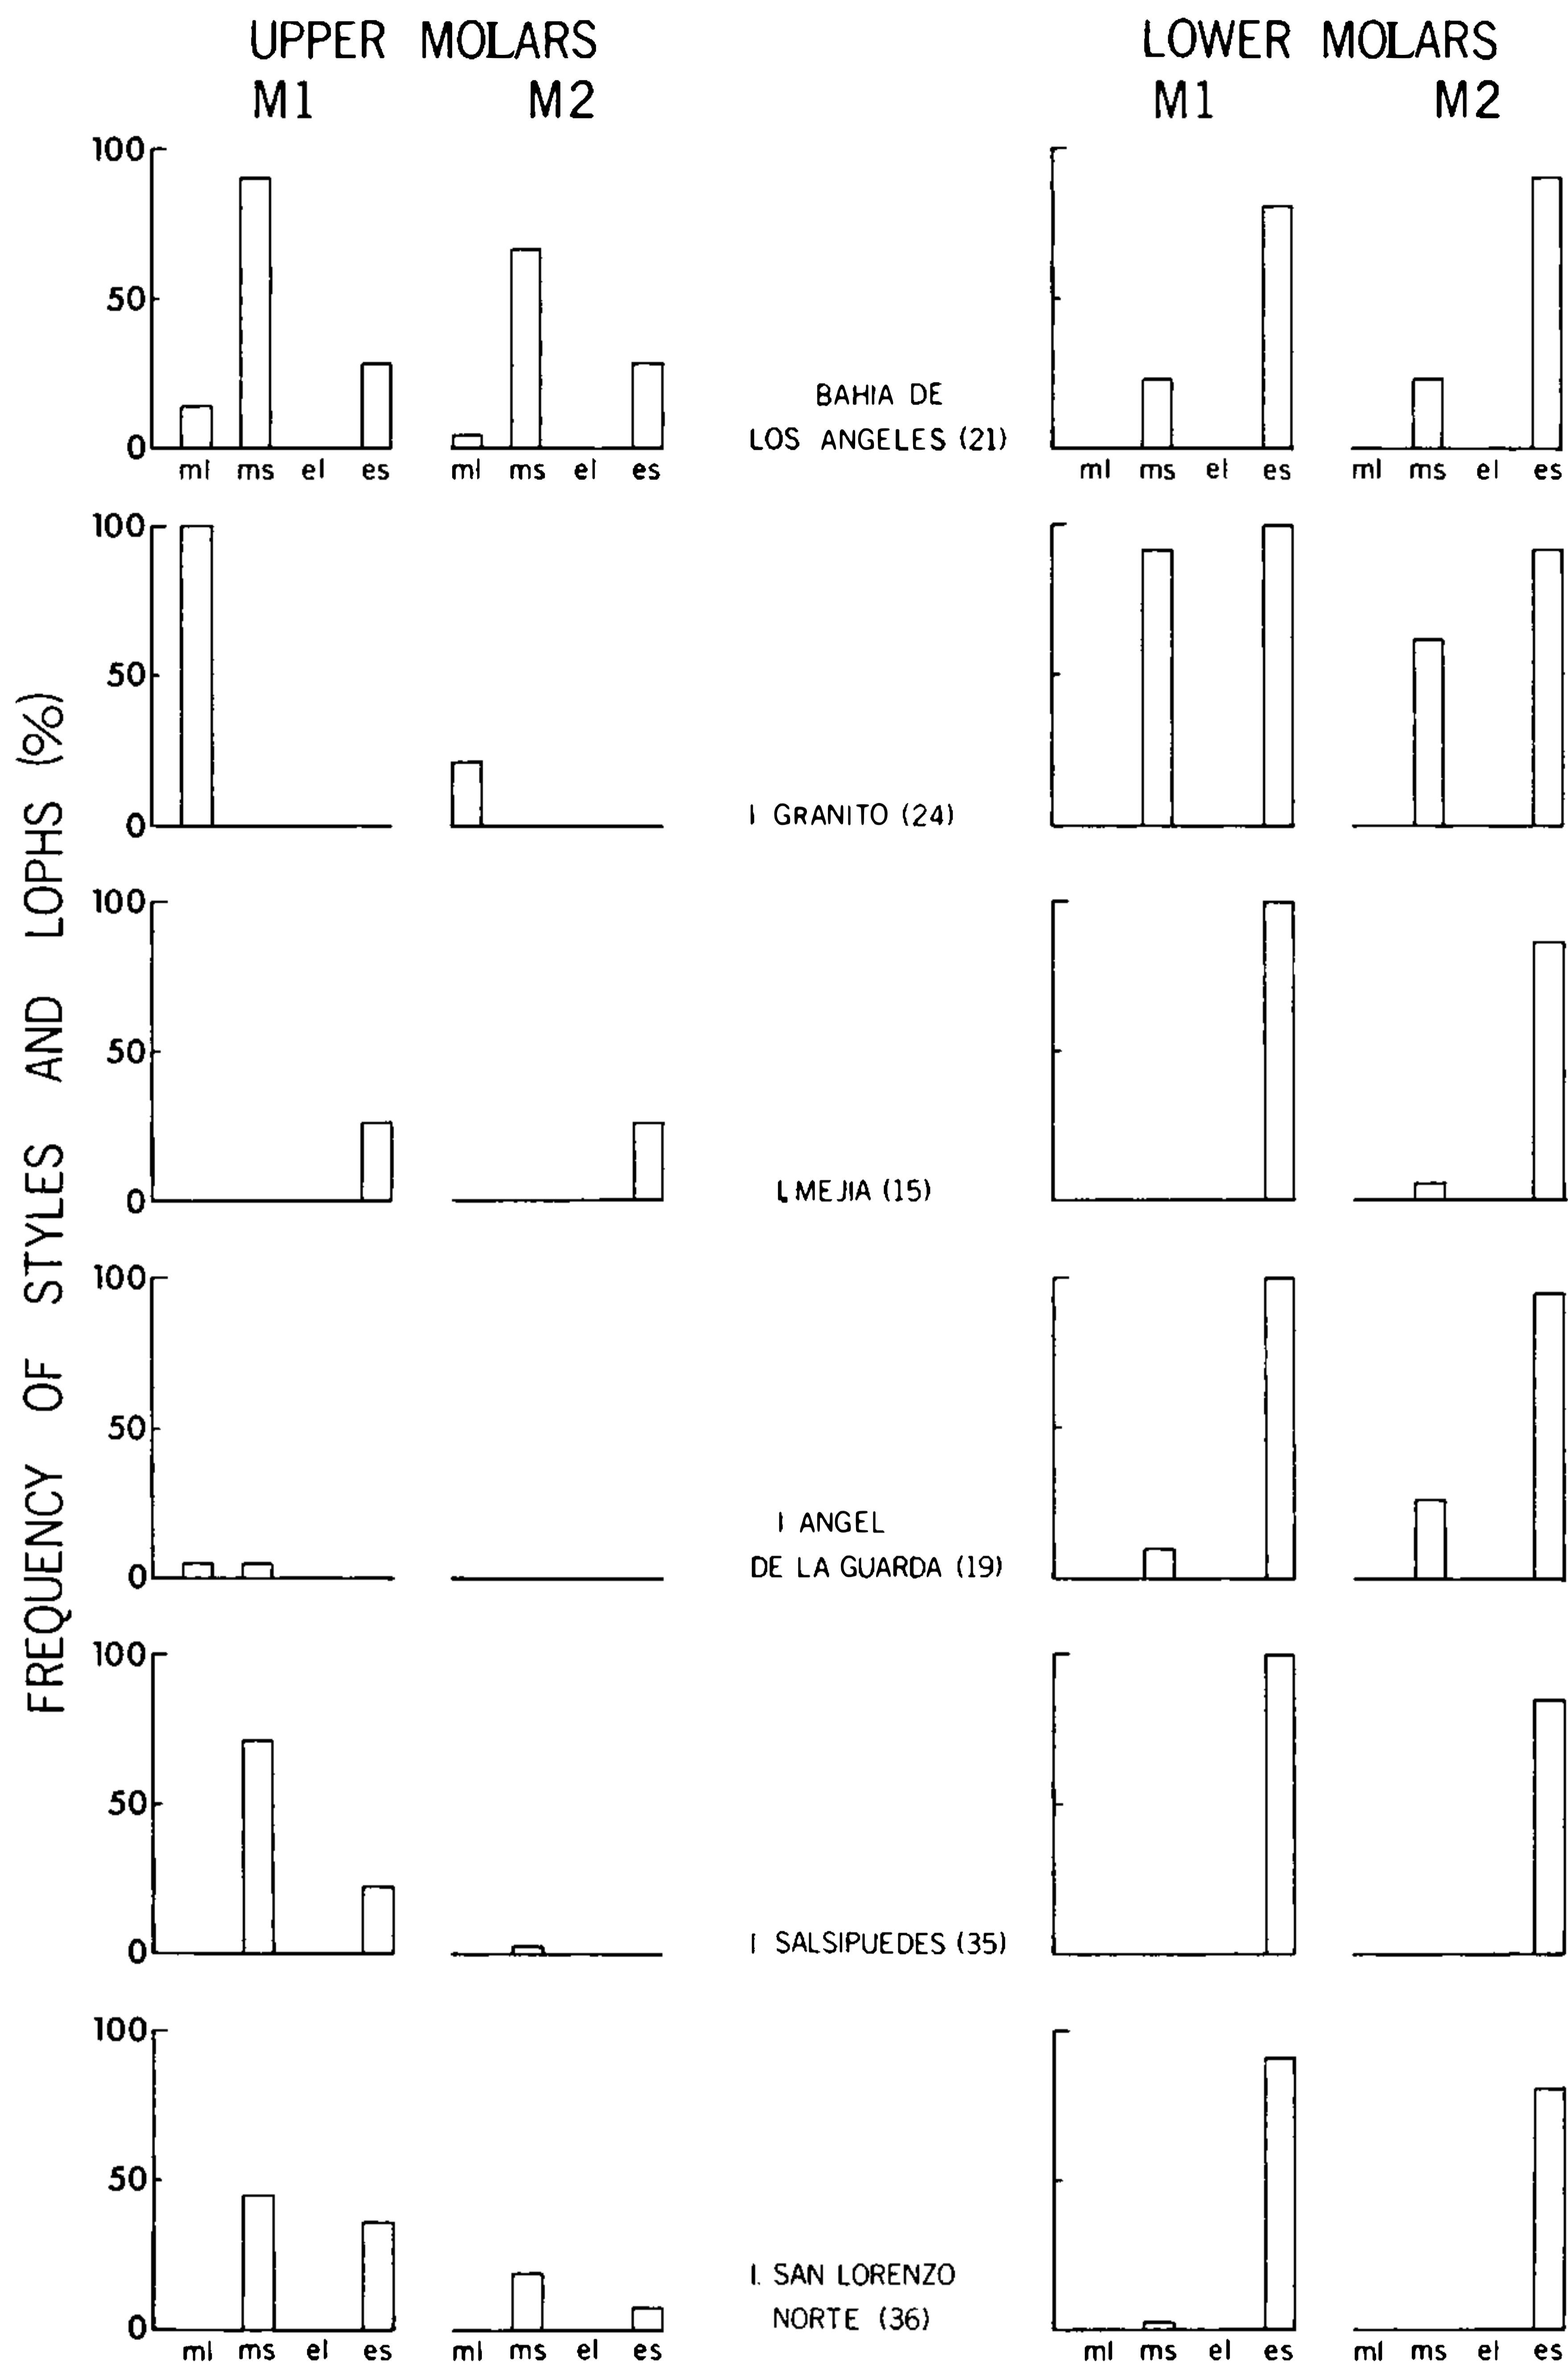 UPPER MOLARS
LOWER MOLARS
M1 M2
M1 M2
FREQUENCY OF STYLES AND LOPHS (%)
100
50
0
ml ms el es
ml ms el es
BAHIA DE
LOS ANGELES (21)
ml ms el es
ml ms el es
100
50
0
I GRANITO (24)
100
50
0
I. MEJIA (15)
100
50
0
I ANGEL
DE LA GUARDA (19)
100
50
0
I SALSIPUEDES (35)
100
50
0
I. SAN LORENZO
NORTE (36)
ml ms el es
ml ms el es
ml ms el es
ml ms el es